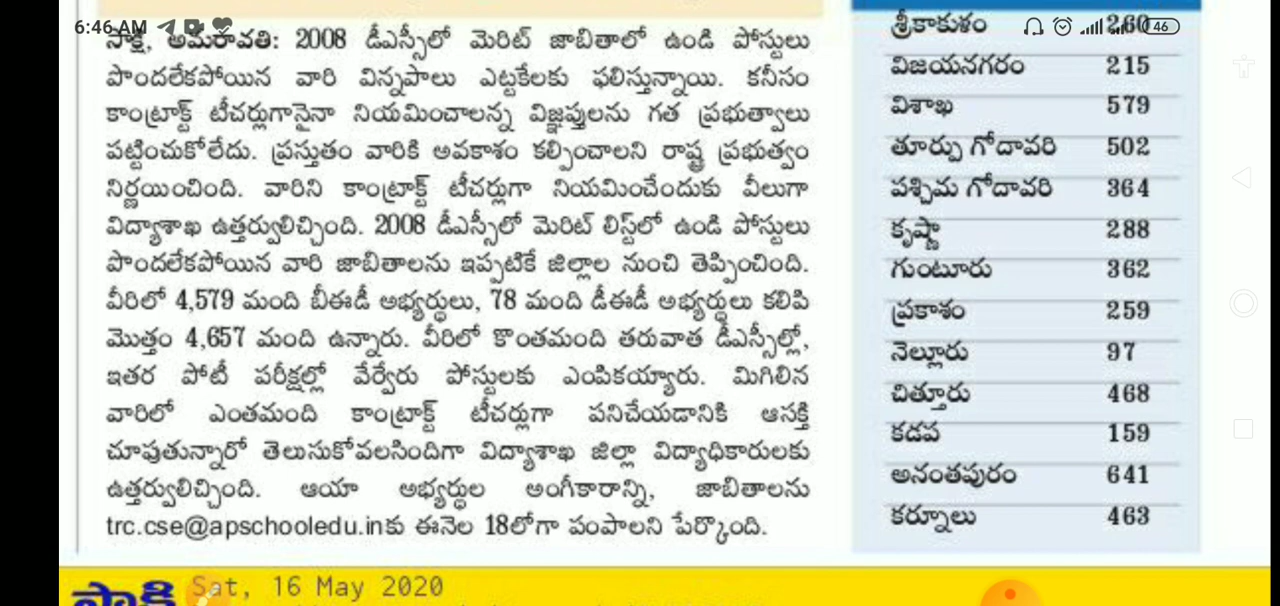 6:46 AM
46
సాక్షి, అమరావతి: 2008 డీఎస్సీలో మెరిట్ జాబితాలో ఉండి పోస్టులు
పొందలేకపోయిన వారి విన్నపాలు ఎట్టకేలకు ఫలిస్తున్నాయి. కనీసం
కాంట్రాక్ట్ టీచర్లుగానైనా నియమించాలన్న విజ్ఞప్తులను గత ప్రభుత్వాలు
పట్టించుకోలేదు. ప్రస్తుతం వారికి అవకాశం కల్పించాలని రాష్ట్ర ప్రభుత్వం
నిర్ణయించింది. వారిని కాంట్రాక్ట్ టీచర్లుగా నియమించేందుకు వీలుగా
విద్యాశాఖ ఉత్తర్వులిచ్చింది. 2008 డీఎస్సీలో మెరిట్ లిస్ట్‌లో ఉండి పోస్టులు
పొందలేకపోయిన వారి జాబితాలను ఇప్పటికే జిల్లాల నుంచి తెప్పించింది.
వీరిలో 4,579 మంది బీఈడీ అభ్యర్థులు, 78 మంది డీఈడీ అభ్యర్థులు కలిపి
మొత్తం 4,657 మంది ఉన్నారు. వీరిలో కొంతమంది తరువాత డీఎస్సీల్లో,
ఇతర పోటీ పరీక్షల్లో వేర్వేరు పోస్టులకు ఎంపికయ్యారు. మిగిలిన
వారిలో ఎంతమంది కాంట్రాక్ట్ టీచర్లుగా పనిచేయడానికి ఆసక్తి
చూపుతున్నారో తెలుసుకోవలసిందిగా విద్యాశాఖ జిల్లా విద్యాధికారులకు
ఉత్తర్వులిచ్చింది. ఆయా అభ్యర్థుల అంగీకారాన్ని, జాబితాలను
trc.cse@apschooledu.inకు ఈనెల 18లోగా పంపాలని పేర్కొంది.
శ్రీకాకుళం 260
విజయనగరం 215
విశాఖ 579
తూర్పు గోదావరి 502
పశ్చిమ గోదావరి 364
కృష్ణా 288
గుంటూరు 362
ప్రకాశం 259
నెల్లూరు 97
చిత్తూరు 468
కడప 159
అనంతపురం 641
కర్నూలు 463
సాక్షి Sat, 16 May 2020